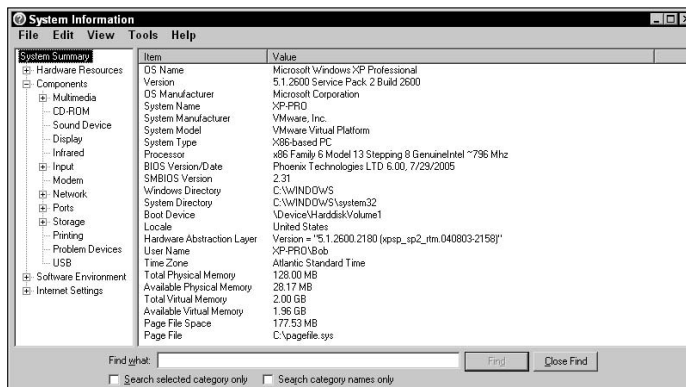 System Information
File Edit View Tools Help
System Summary
Hardware Resources
Components
Multimedia
CD-ROM
Sound Device
Display
Infrared
Input
Modem
Network
Ports
Storage
Printing
Problem Devices
USB
Software Environment
Internet Settings
Item Value
OS Name Microsoft Windows XP Professional
Version 5.1.2600 Service Pack 2 Build 2600
OS Manufacturer Microsoft Corporation
System Name XP-PRO
System Manufacturer VMware, Inc.
System Model VMware Virtual Platform
System Type X86-based PC
Processor x86 Family 6 Model 13 Stepping 8 GenuineIntel ~796 Mhz
BIOS Version/Date Phoenix Technologies LTD 6.00, 7/29/2005
SMBIOS Version 2.31
Windows Directory C:\WINDOWS
System Directory C:\WINDOWS\system32
Boot Device \Device\HarddiskVolume1
Locale United States
Hardware Abstraction Layer Version = "5.1.2600.2180 (xpsp_sp2_rtm.040803-2158)"
User Name XP-PRO\Bob
Time Zone Atlantic Standard Time
Total Physical Memory 128.00 MB
Available Physical Memory 28.17 MB
Total Virtual Memory 2.00 GB
Available Virtual Memory 1.96 GB
Page File Space 177.53 MB
Page File C:\pagefile.sys
Find what: Find Close Find
Search selected category only Search category names only